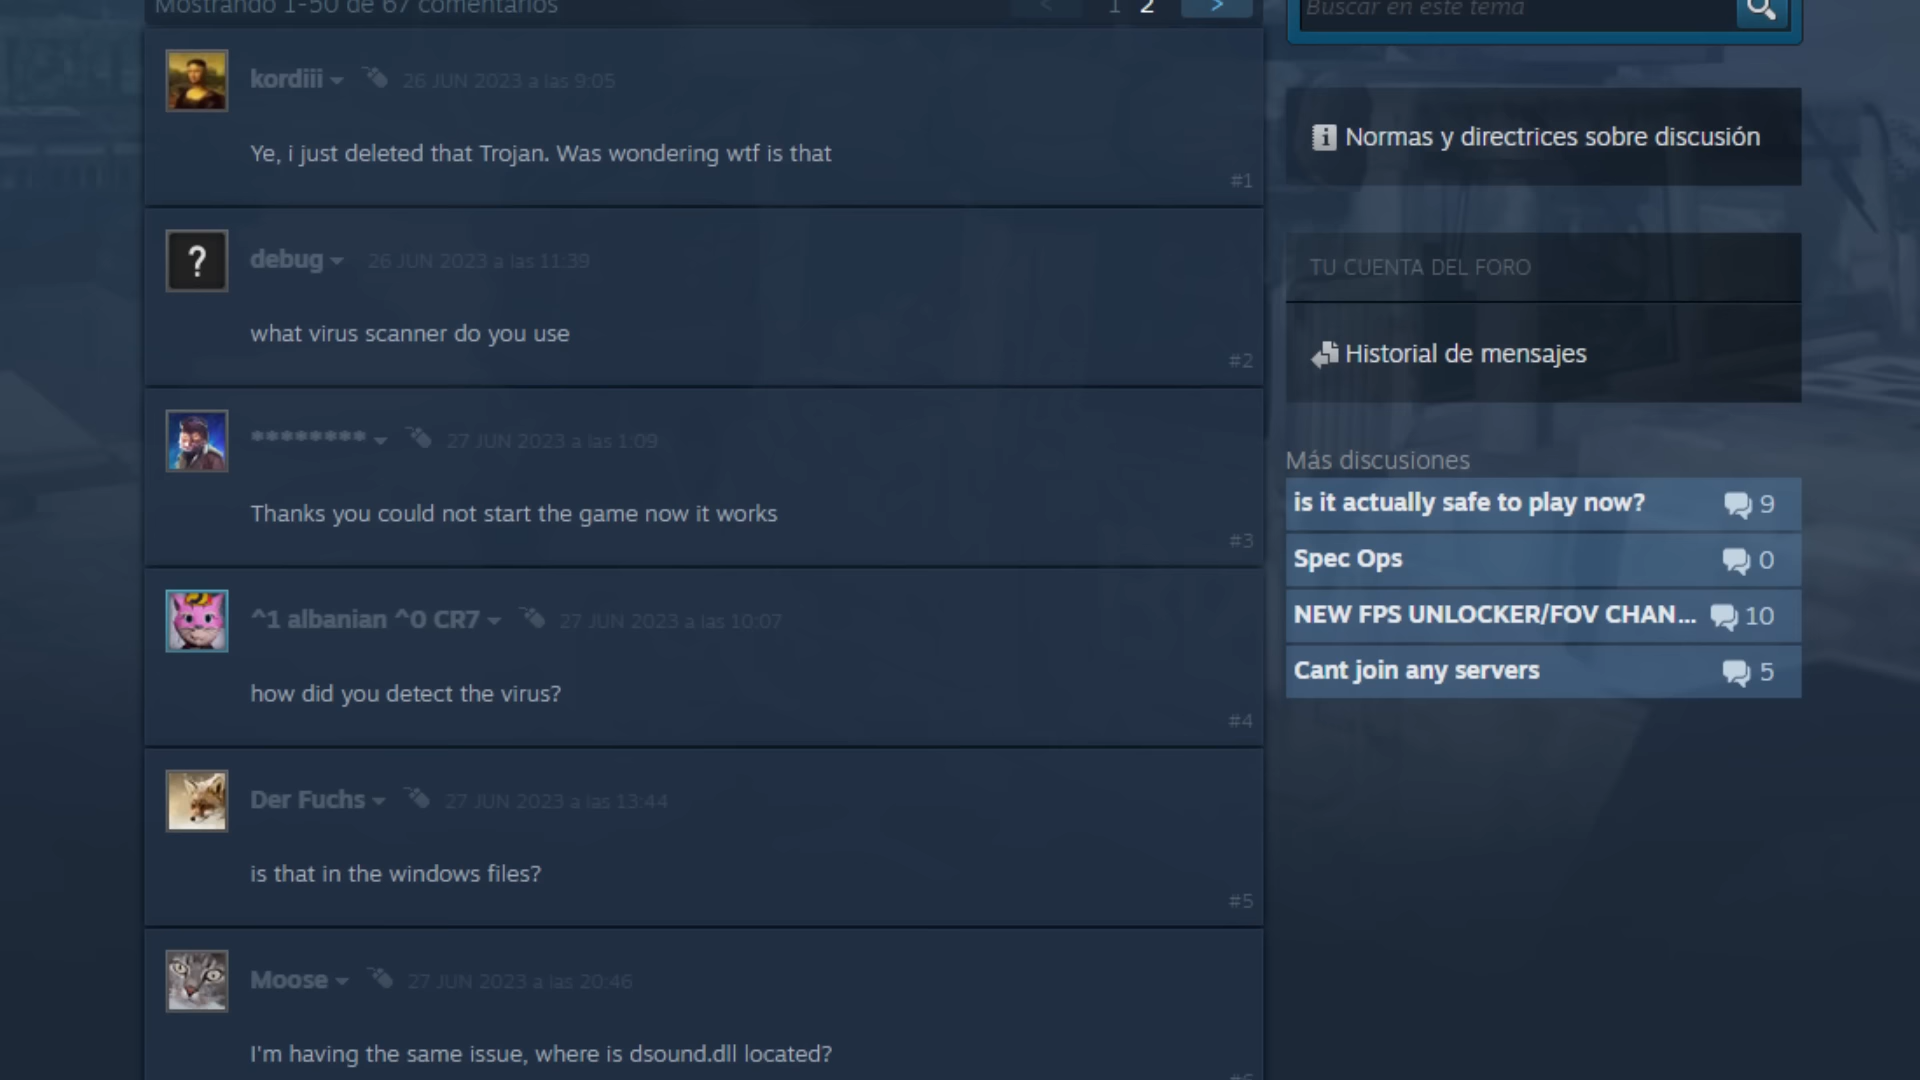 Mostrando 1-50 de 67 comentarios
< 1 2 >
kordiii 26 JUN 2023 a las 9:05
Ye, i just deleted that Trojan. Was wondering wtf is that
#1
debug 26 JUN 2023 a las 11:39
what virus scanner do you use
#2
******** 27 JUN 2023 a las 1:09
Thanks you could not start the game now it works
#3
^1 albanian ^0 CR7 27 JUN 2023 a las 10:07
how did you detect the virus?
#4
Der Fuchs 27 JUN 2023 a las 13:44
is that in the windows files?
#5
Moose 27 JUN 2023 a las 20:46
I'm having the same issue, where is dsound.dll located?
#6
Buscar en este tema
Normas y directrices sobre discusión
TU CUENTA DEL FORO
Historial de mensajes
Más discusiones
is it actually safe to play now? 9
Spec Ops 0
NEW FPS UNLOCKER/FOV CHAN... 10
Cant join any servers 5